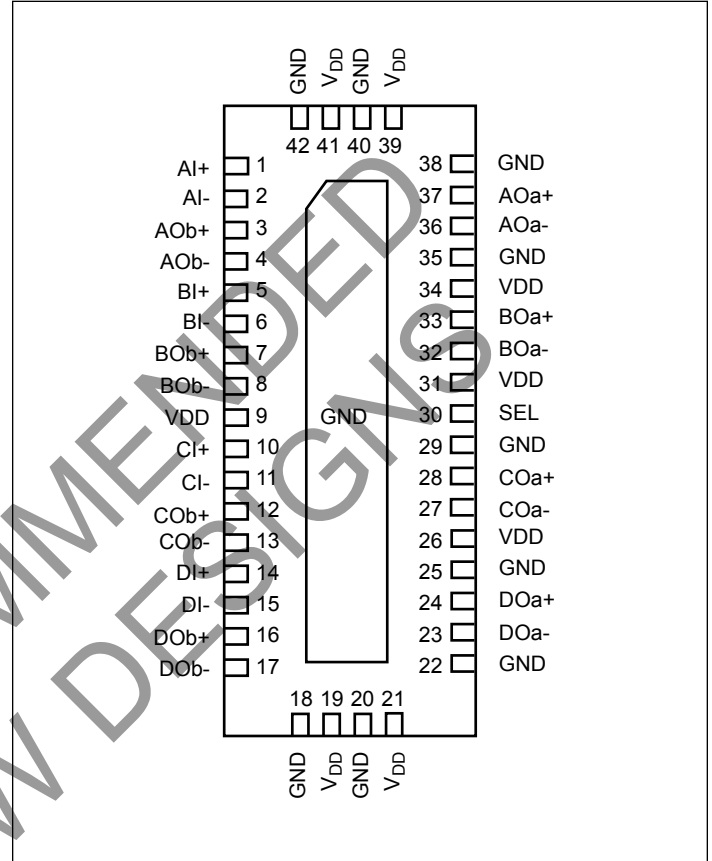 GND VDD GND VDD
42 41 40 39
AI+ 1
AI- 2
AOb+ 3
AOb- 4
BI+ 5
BI- 6
BOb+ 7
BOb- 8
VDD 9
CI+ 10
CI- 11
COb+ 12
COb- 13
DI+ 14
DI- 15
DOb+ 16
DOb- 17
GND
38 GND
37 AOa+
36 AOa-
35 GND
34 VDD
33 BOa+
32 BOa-
31 VDD
30 SEL
29 GND
28 COa+
27 COa-
26 VDD
25 GND
24 DOa+
23 DOa-
22 GND
18 19 20 21
GND VDD GND VDD
MMENDED
W DESIGNS